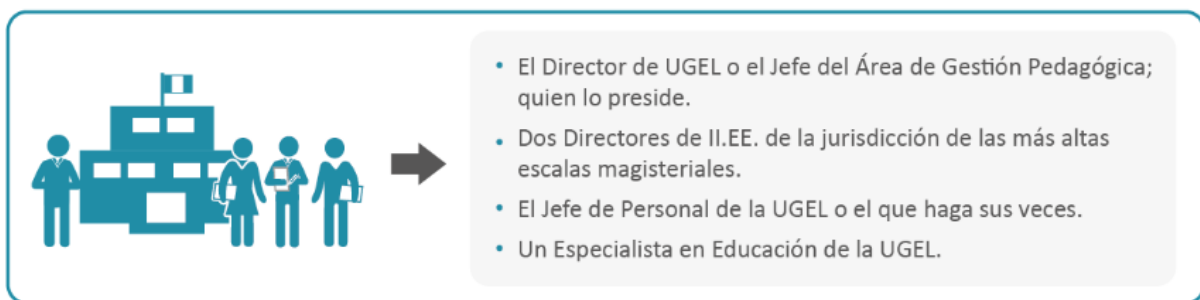 • El Director de UGEL o el Jefe del Área de Gestión Pedagógica;
quien lo preside.
• Dos Directores de II.EE. de la jurisdicción de las más altas
escalas magisteriales.
• El Jefe de Personal de la UGEL o el que haga sus veces.
• Un Especialista en Educación de la UGEL.